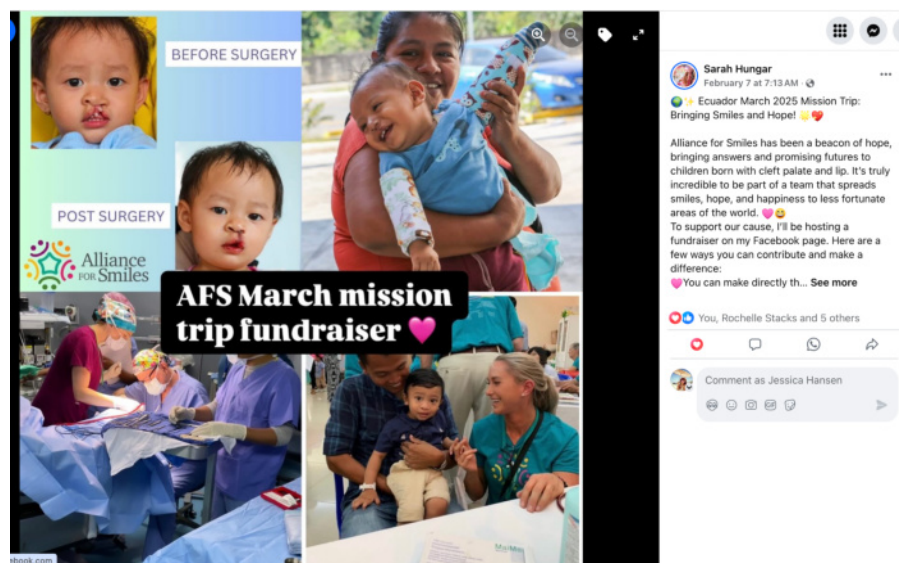 BEFORE SURGERY
POST SURGERY
Alliance
FOR Smiles
AFS March mission
trip fundraiser 🩷
Sarah Hungar
February 7 at 7:13 AM ·
🌍✨ Ecuador March 2025 Mission Trip:
Bringing Smiles and Hope! 🌟💖
Alliance for Smiles has been a beacon of hope,
bringing answers and promising futures to
children born with cleft palate and lip. It's truly
incredible to be part of a team that spreads
smiles, hope, and happiness to less fortunate
areas of the world. 🩷😄
To support our cause, I'll be hosting a
fundraiser on my Facebook page. Here are a
few ways you can contribute and make a
difference:
🩷You can make directly th... See more
You, Rochelle Stacks and 5 others
Comment as Jessica Hansen
GIF
ebook.com